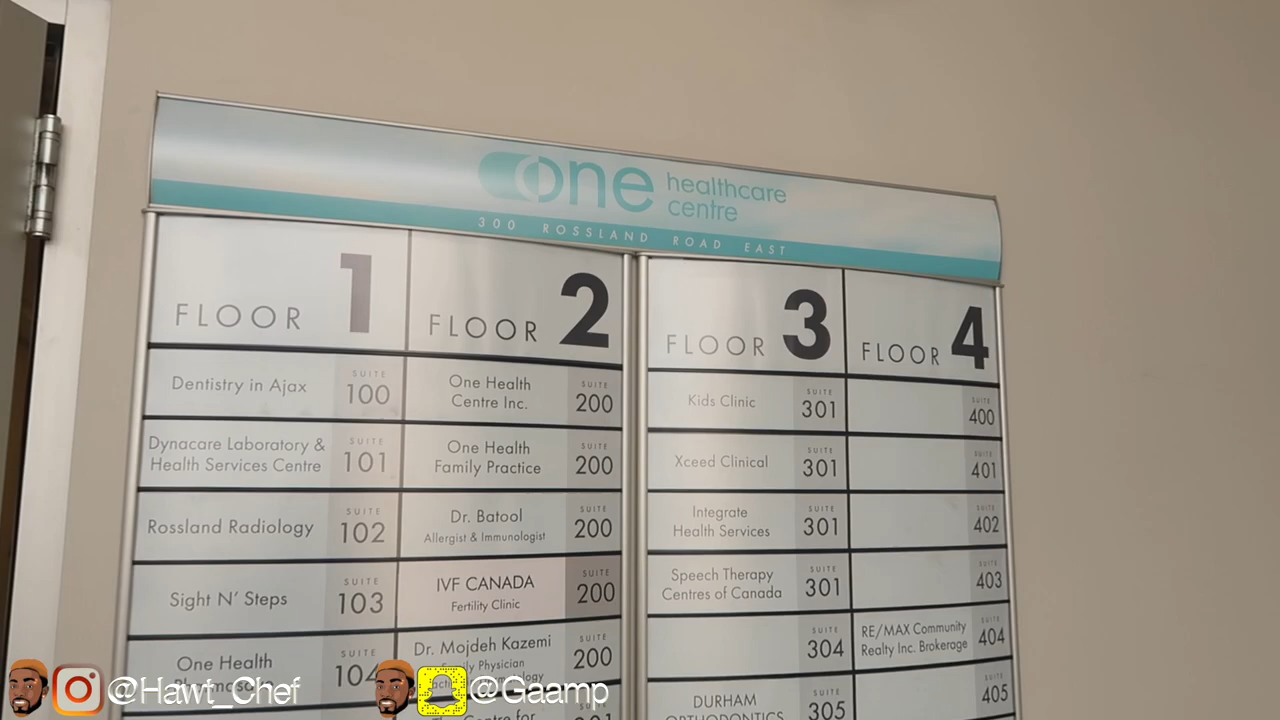 one healthcare
centre
300 ROSSLAND ROAD EAST
FLOOR 1
Dentistry in Ajax
SUITE
100
Dynacare Laboratory &
Health Services Centre
SUITE
101
Rossland Radiology
SUITE
102
Sight N' Steps
SUITE
103
One Health
104
FLOOR 2
One Health
Centre Inc.
SUITE
200
One Health
Family Practice
SUITE
200
Dr. Batool
Allergist & Immunologist
SUITE
200
IVF CANADA
Fertility Clinic
SUITE
200
Dr. Mojdeh Kazemi
Physician
SUITE
200
Centre for
FLOOR 3
Kids Clinic
SUITE
301
Xceed Clinical
SUITE
301
Integrate
Health Services
SUITE
301
Speech Therapy
Centres of Canada
SUITE
301
SUITE
304
DURHAM
ORTHODONTICS
SUITE
305
FLOOR 4
SUITE
400
SUITE
401
SUITE
402
SUITE
403
RE/MAX Community
Realty Inc. Brokerage
SUITE
404
SUITE
405
@Hawt_Chef
@Gaamp